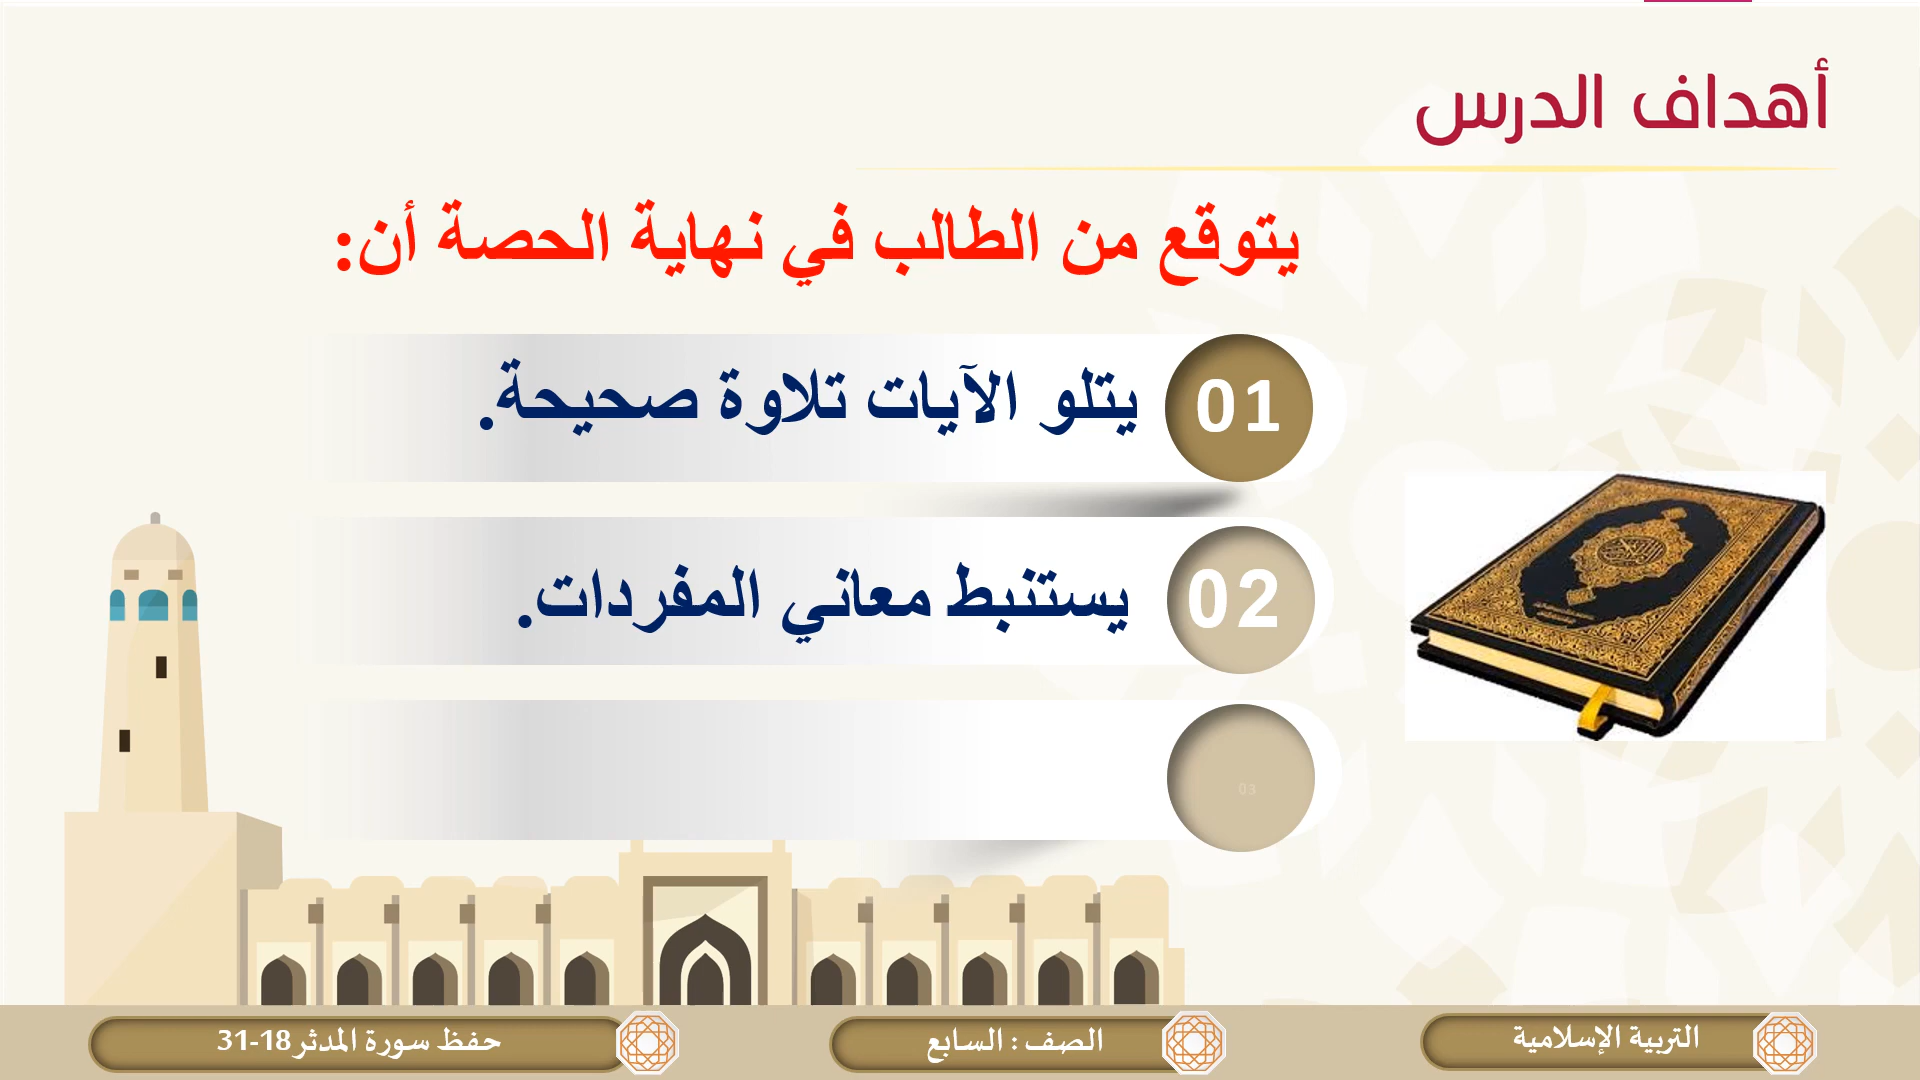 أهداف الدرس
يتوقع من الطالب في نهاية الحصة أن:
01 يتلو الآيات تلاوة صحيحة.
02 يستنبط معاني المفردات.
03
التربية الإسلامية
الصف : السابع
حفظ سورة المدثر18-31